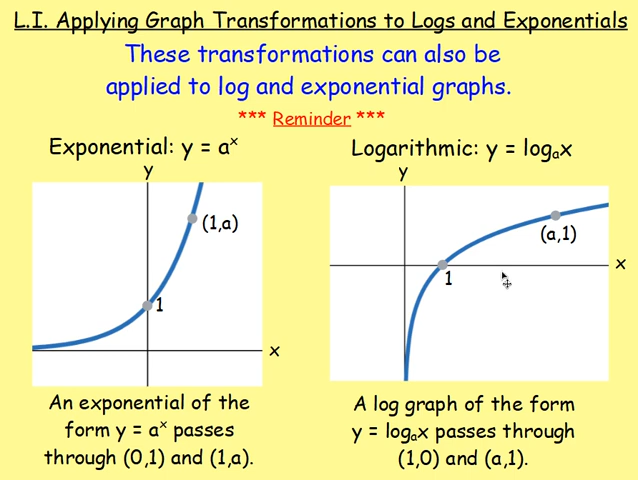 L.I. Applying Graph Transformations to Logs and Exponentials
These transformations can also be
applied to log and exponential graphs.
*** Reminder ***
Exponential: y = aˣ
y
(1,a)
1
x
An exponential of the
form y = aˣ passes
through (0,1) and (1,a).
Logarithmic: y = logₐx
y
(a,1)
x
1
A log graph of the form
y = logₐx passes through
(1,0) and (a,1).